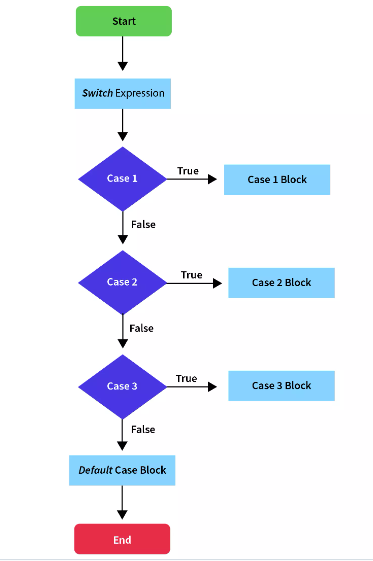 Start
Switch Expression
Case 1
True
Case 1 Block
False
Case 2
True
Case 2 Block
False
Case 3
True
Case 3 Block
False
Default Case Block
End